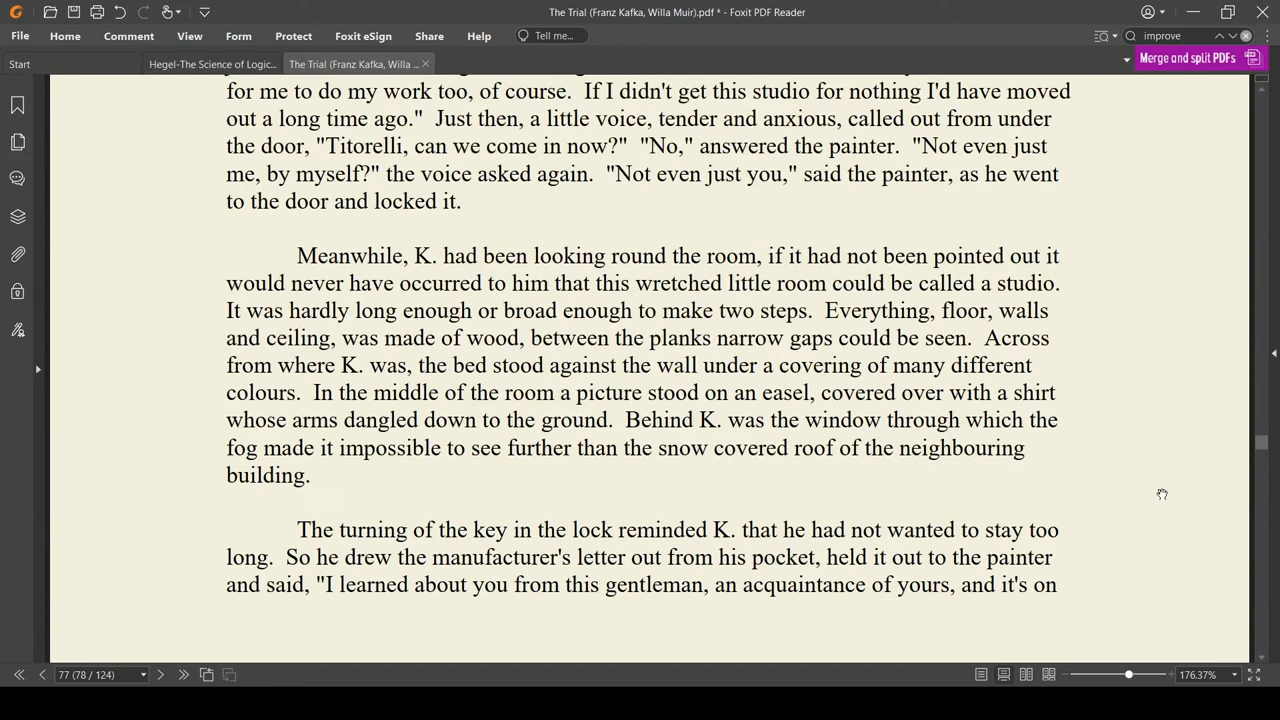 The Trial (Franz Kafka, Willa Muir).pdf * - Foxit PDF Reader
File Home Comment View Form Protect Foxit eSign Share Help Tell me... improve
Start Hegel-The Science of Logic... The Trial (Franz Kafka, Willa ... Merge and split PDFs
for me to do my work too, of course.  If I didn't get this studio for nothing I'd have moved
out a long time ago."  Just then, a little voice, tender and anxious, called out from under
the door, "Titorelli, can we come in now?"  "No," answered the painter.  "Not even just
me, by myself?" the voice asked again.  "Not even just you," said the painter, as he went
to the door and locked it.
Meanwhile, K. had been looking round the room, if it had not been pointed out it
would never have occurred to him that this wretched little room could be called a studio.
It was hardly long enough or broad enough to make two steps.  Everything, floor, walls
and ceiling, was made of wood, between the planks narrow gaps could be seen.  Across
from where K. was, the bed stood against the wall under a covering of many different
colours.  In the middle of the room a picture stood on an easel, covered over with a shirt
whose arms dangled down to the ground.  Behind K. was the window through which the
fog made it impossible to see further than the snow covered roof of the neighbouring
building.
The turning of the key in the lock reminded K. that he had not wanted to stay too
long.  So he drew the manufacturer's letter out from his pocket, held it out to the painter
and said, "I learned about you from this gentleman, an acquaintance of yours, and it's on
77 (78 / 124) 176.37%